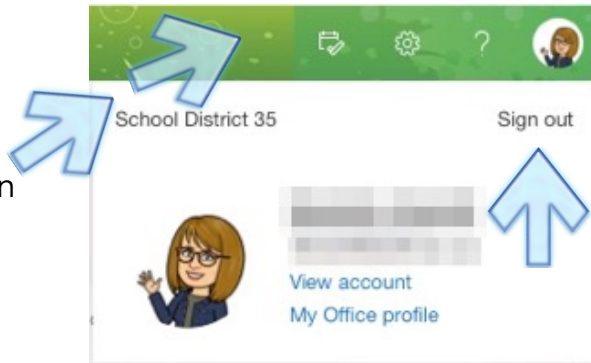 ?
School District 35
Sign out
n
View account
My Office profile